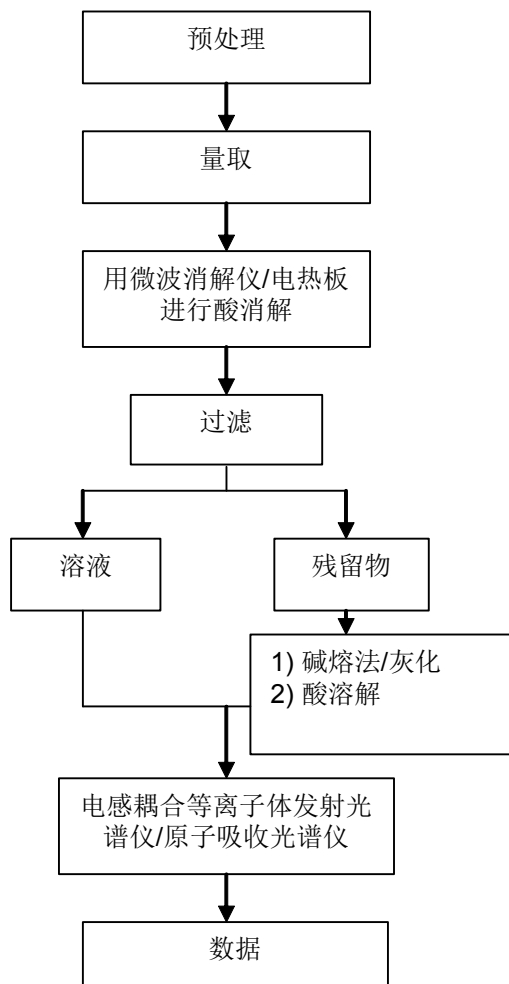 预处理
量取
用微波消解仪/电热板
进行酸消解
过滤
溶液
残留物
1) 碱熔法/灰化
2) 酸溶解
电感耦合等离子体发射光
谱仪/原子吸收光谱仪
数据